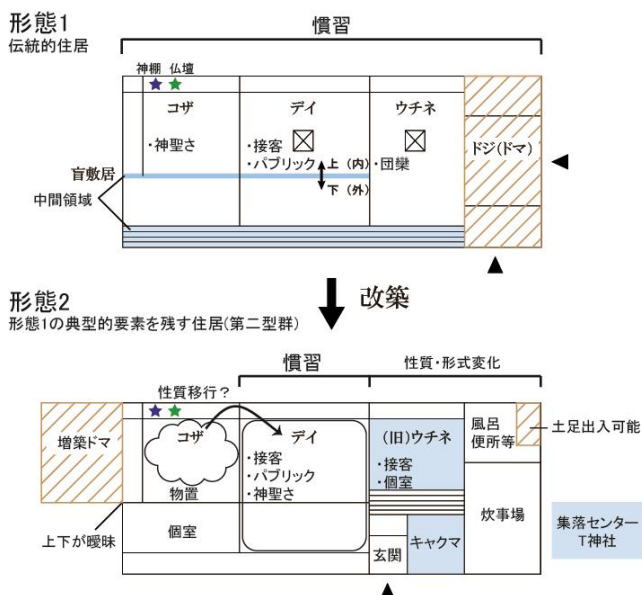 形態1
伝統的住居
慣習
神棚 仏壇
コザ
・神聖さ
デイ
・接客
・パブリック
上(内)
下(外)
ウチネ
・団欒
ドジ(ドマ)
盲敷居
中間領域
改築
形態2
形態1の典型的要素を残す住居(第二型群)
慣習
性質・形式変化
性質移行?
増築ドマ
コザ
物置
デイ
・接客
・パブリック
・神聖さ
(旧)ウチネ
・接客
・個室
風呂
便所等
土足出入可能
上下が曖昧
個室
玄関
キャクマ
炊事場
集落センター
T神社